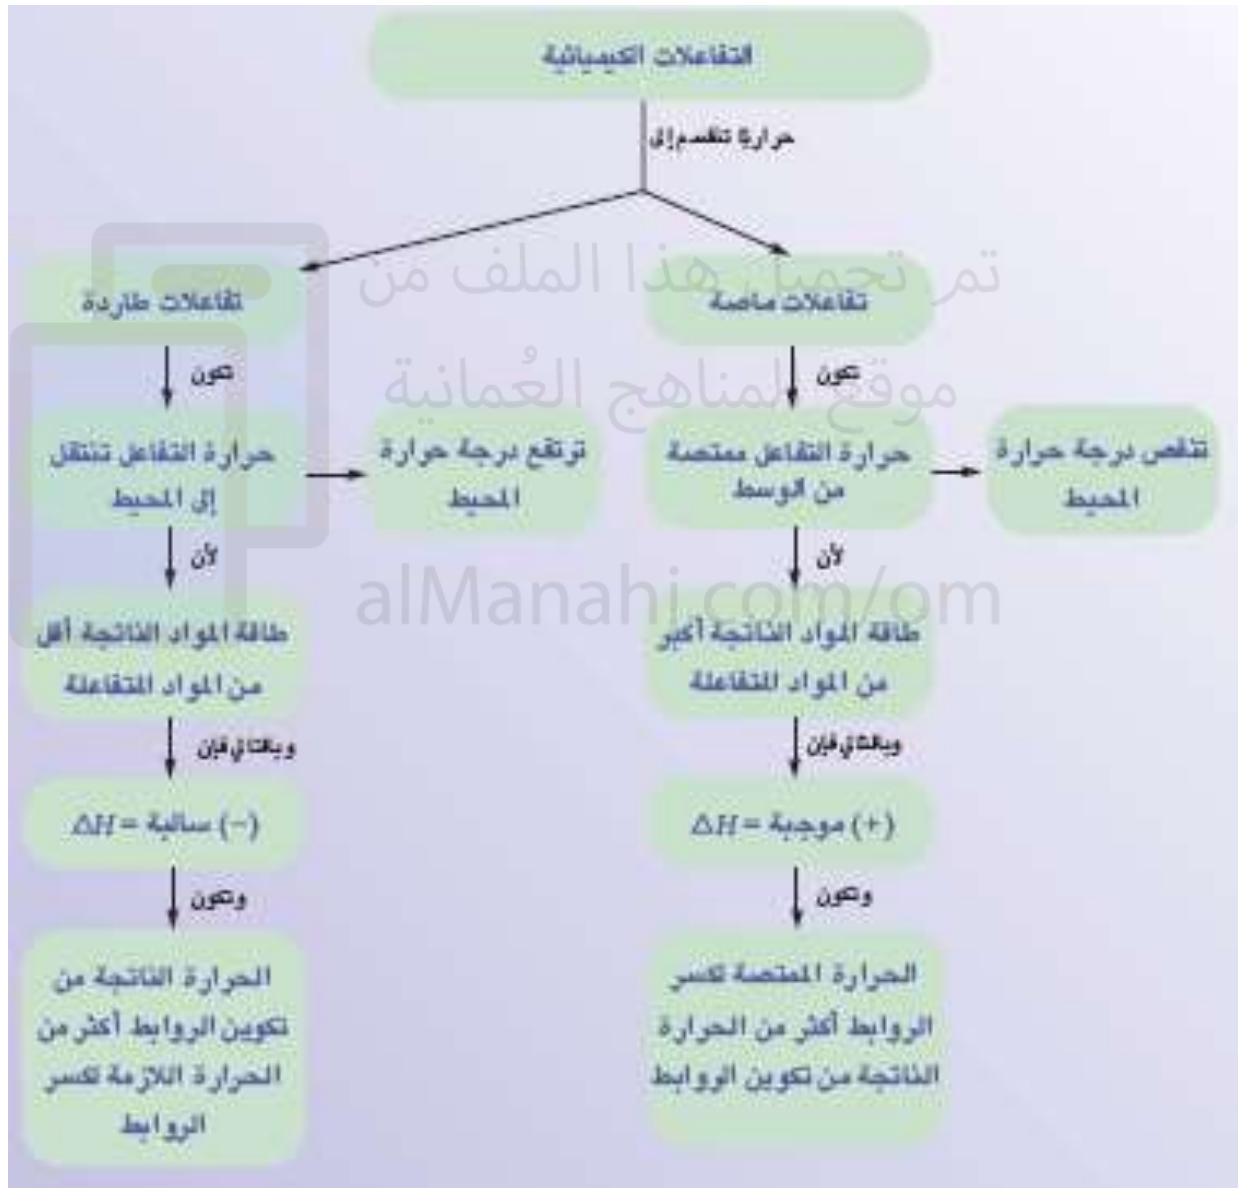 التفاعلات الكيميائية
حراريا تنقسم إلى
تفاعلات ماصة
تكون
حرارة التفاعل ممتصة
من الوسط
تنقص درجة حرارة
المحيط
لأن
طاقة المواد الناتجة أكبر
من المواد المتفاعلة
وبالتالي فإن
ΔH = موجبة (+)
وتكون
الحرارة الممتصة لكسر
الروابط أكثر من الحرارة
الناتجة من تكوين الروابط
تفاعلات طاردة
تكون
حرارة التفاعل تنتقل
إلى المحيط
ترتفع درجة حرارة
المحيط
لأن
طاقة المواد الناتجة أقل
من المواد المتفاعلة
وبالتالي فإن
ΔH = سالبة (−)
وتكون
الحرارة الناتجة من
تكوين الروابط أكثر من
الحرارة اللازمة لكسر
الروابط
تم تحميل هذا الملف من
موقع المناهج العُمانية
alManahj.com/om